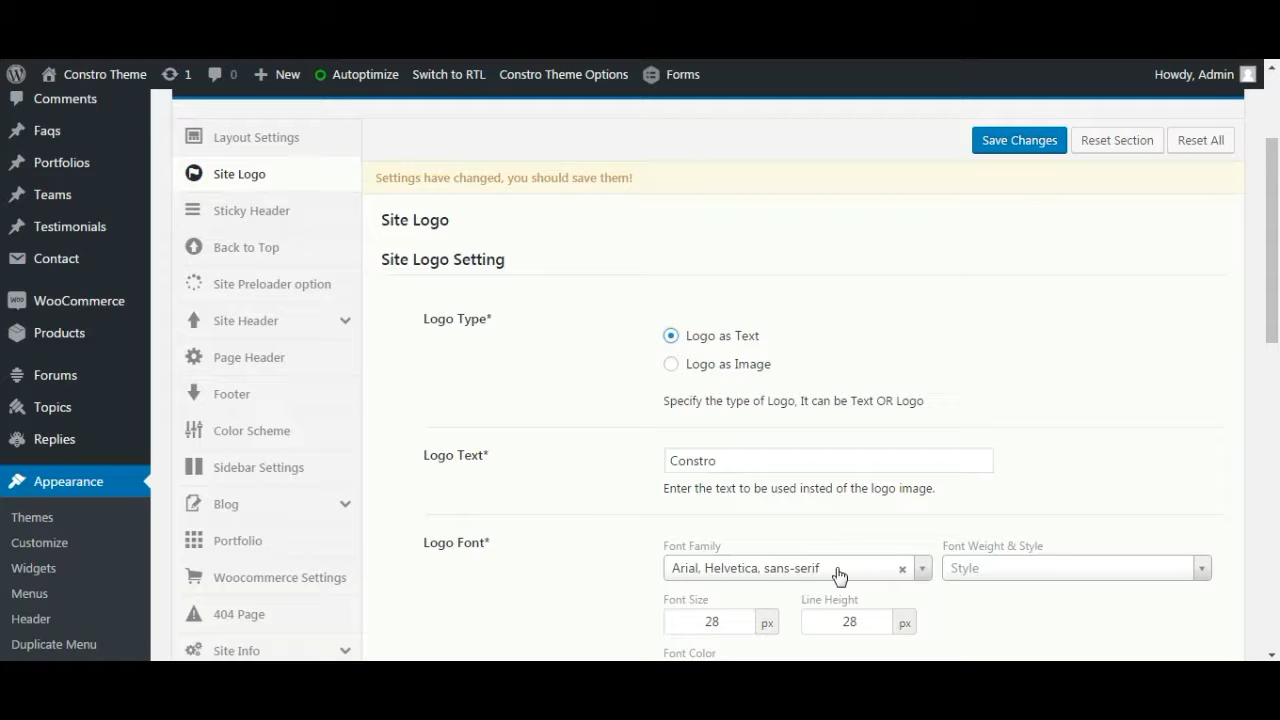 Constro Theme 1 0 New Autoptimize Switch to RTL Constro Theme Options Forms Howdy, Admin
Comments
Faqs
Portfolios
Teams
Testimonials
Contact
WooCommerce
Products
Forums
Topics
Replies
Appearance
Themes
Customize
Widgets
Menus
Header
Duplicate Menu
Layout Settings
Site Logo
Sticky Header
Back to Top
Site Preloader option
Site Header
Page Header
Footer
Color Scheme
Sidebar Settings
Blog
Portfolio
Woocommerce Settings
404 Page
Site Info
Save Changes Reset Section Reset All
Settings have changed, you should save them!
Site Logo
Site Logo Setting
Logo Type*
Logo as Text
Logo as Image
Specify the type of Logo, It can be Text OR Logo
Logo Text*
Constro
Enter the text to be used insted of the logo image.
Logo Font*
Font Family Font Weight & Style
Arial, Helvetica, sans-serif Style
Font Size Line Height
28 px 28 px
Font Color